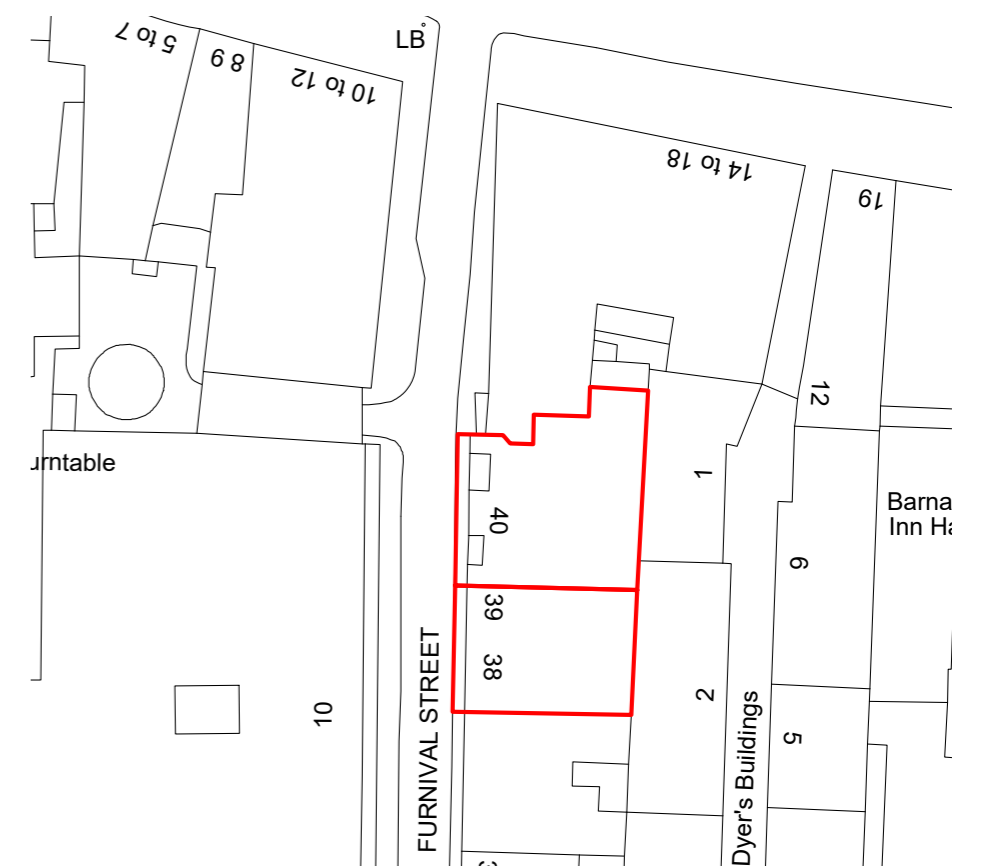 LB
5 to 7
8 9
10 to 12
14 to 18
19
12
urntable
1
Barna
Inn Ha
40
6
39
38
10
2
5
FURNIVAL STREET
Dyer's Buildings